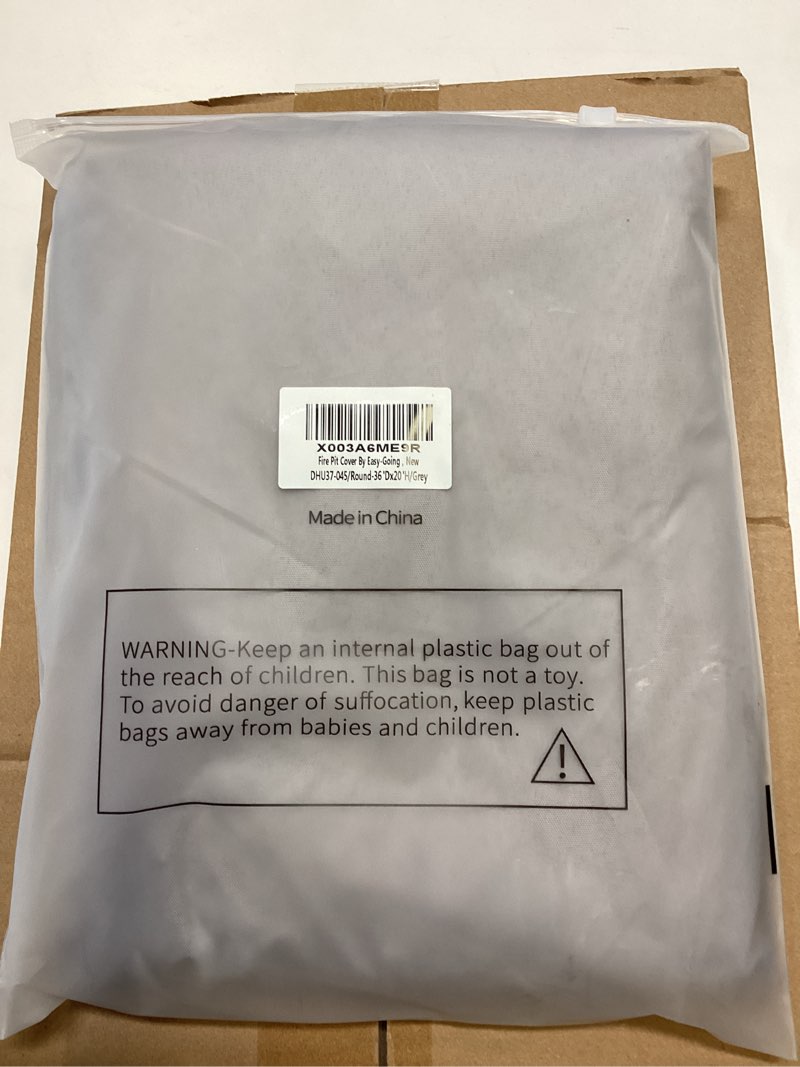 X003A6ME9R
Fire Pit Cover By Easy-Going , New
DHU37-045/Round-36"Dx20"H/Grey
Made in China
WARNING-Keep an internal plastic bag out of
the reach of children. This bag is not a toy.
To avoid danger of suffocation, keep plastic
bags away from babies and children.